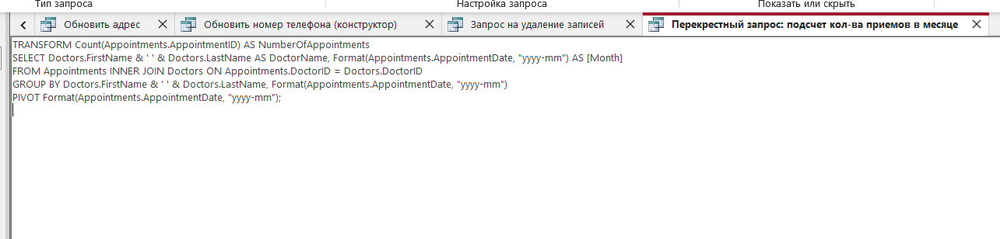 Тип запроса Настройка запроса Показать или скрыть
Обновить адрес Обновить номер телефона (конструктор) Запрос на удаление записей Перекрестный запрос: подсчет кол-ва приемов в месяце
TRANSFORM Count(Appointments.AppointmentID) AS NumberOfAppointments
SELECT Doctors.FirstName & ' ' & Doctors.LastName AS DoctorName, Format(Appointments.AppointmentDate, "yyyy-mm") AS [Month]
FROM Appointments INNER JOIN Doctors ON Appointments.DoctorID = Doctors.DoctorID
GROUP BY Doctors.FirstName & ' ' & Doctors.LastName, Format(Appointments.AppointmentDate, "yyyy-mm")
PIVOT Format(Appointments.AppointmentDate, "yyyy-mm");